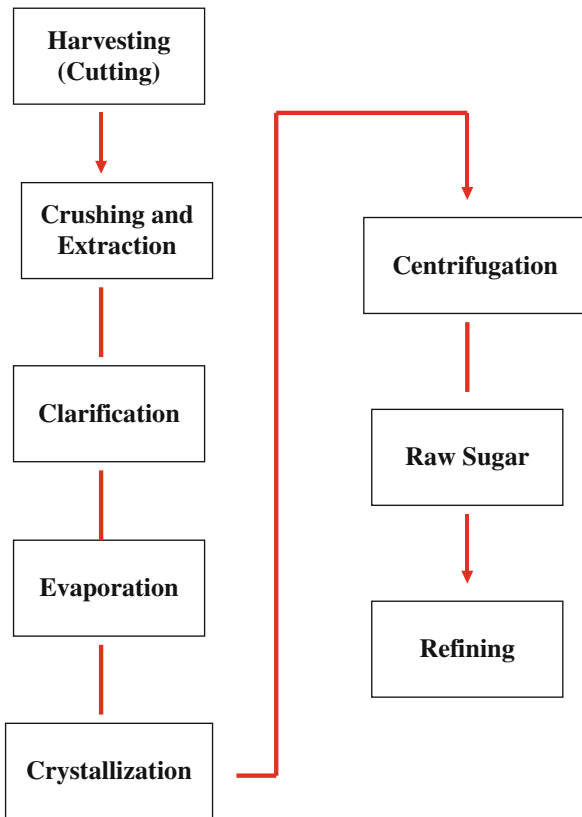 Harvesting
(Cutting)
Crushing and
Extraction
Clarification
Evaporation
Crystallization
Centrifugation
Raw Sugar
Refining